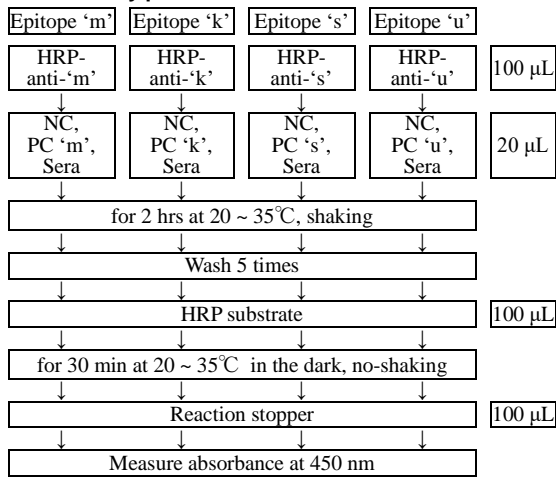 Epitope ‘m’ Epitope ‘k’ Epitope ‘s’ Epitope ‘u’
HRP- HRP- HRP- HRP-
anti-‘m’ anti-‘k’ anti-‘s’ anti-‘u’ 100 μL
↓ ↓ ↓ ↓
NC, NC, NC, NC,
PC ‘m’, PC ‘k’, PC ‘s’, PC ‘u’, 20 μL
Sera Sera Sera Sera
↓ ↓ ↓ ↓
for 2 hrs at 20 ~ 35℃, shaking
↓ ↓ ↓ ↓
Wash 5 times
↓ ↓ ↓ ↓
HRP substrate 100 μL
↓ ↓ ↓ ↓
for 30 min at 20 ~ 35℃ in the dark, no-shaking
↓ ↓ ↓ ↓
Reaction stopper 100 μL
↓ ↓ ↓ ↓
Measure absorbance at 450 nm